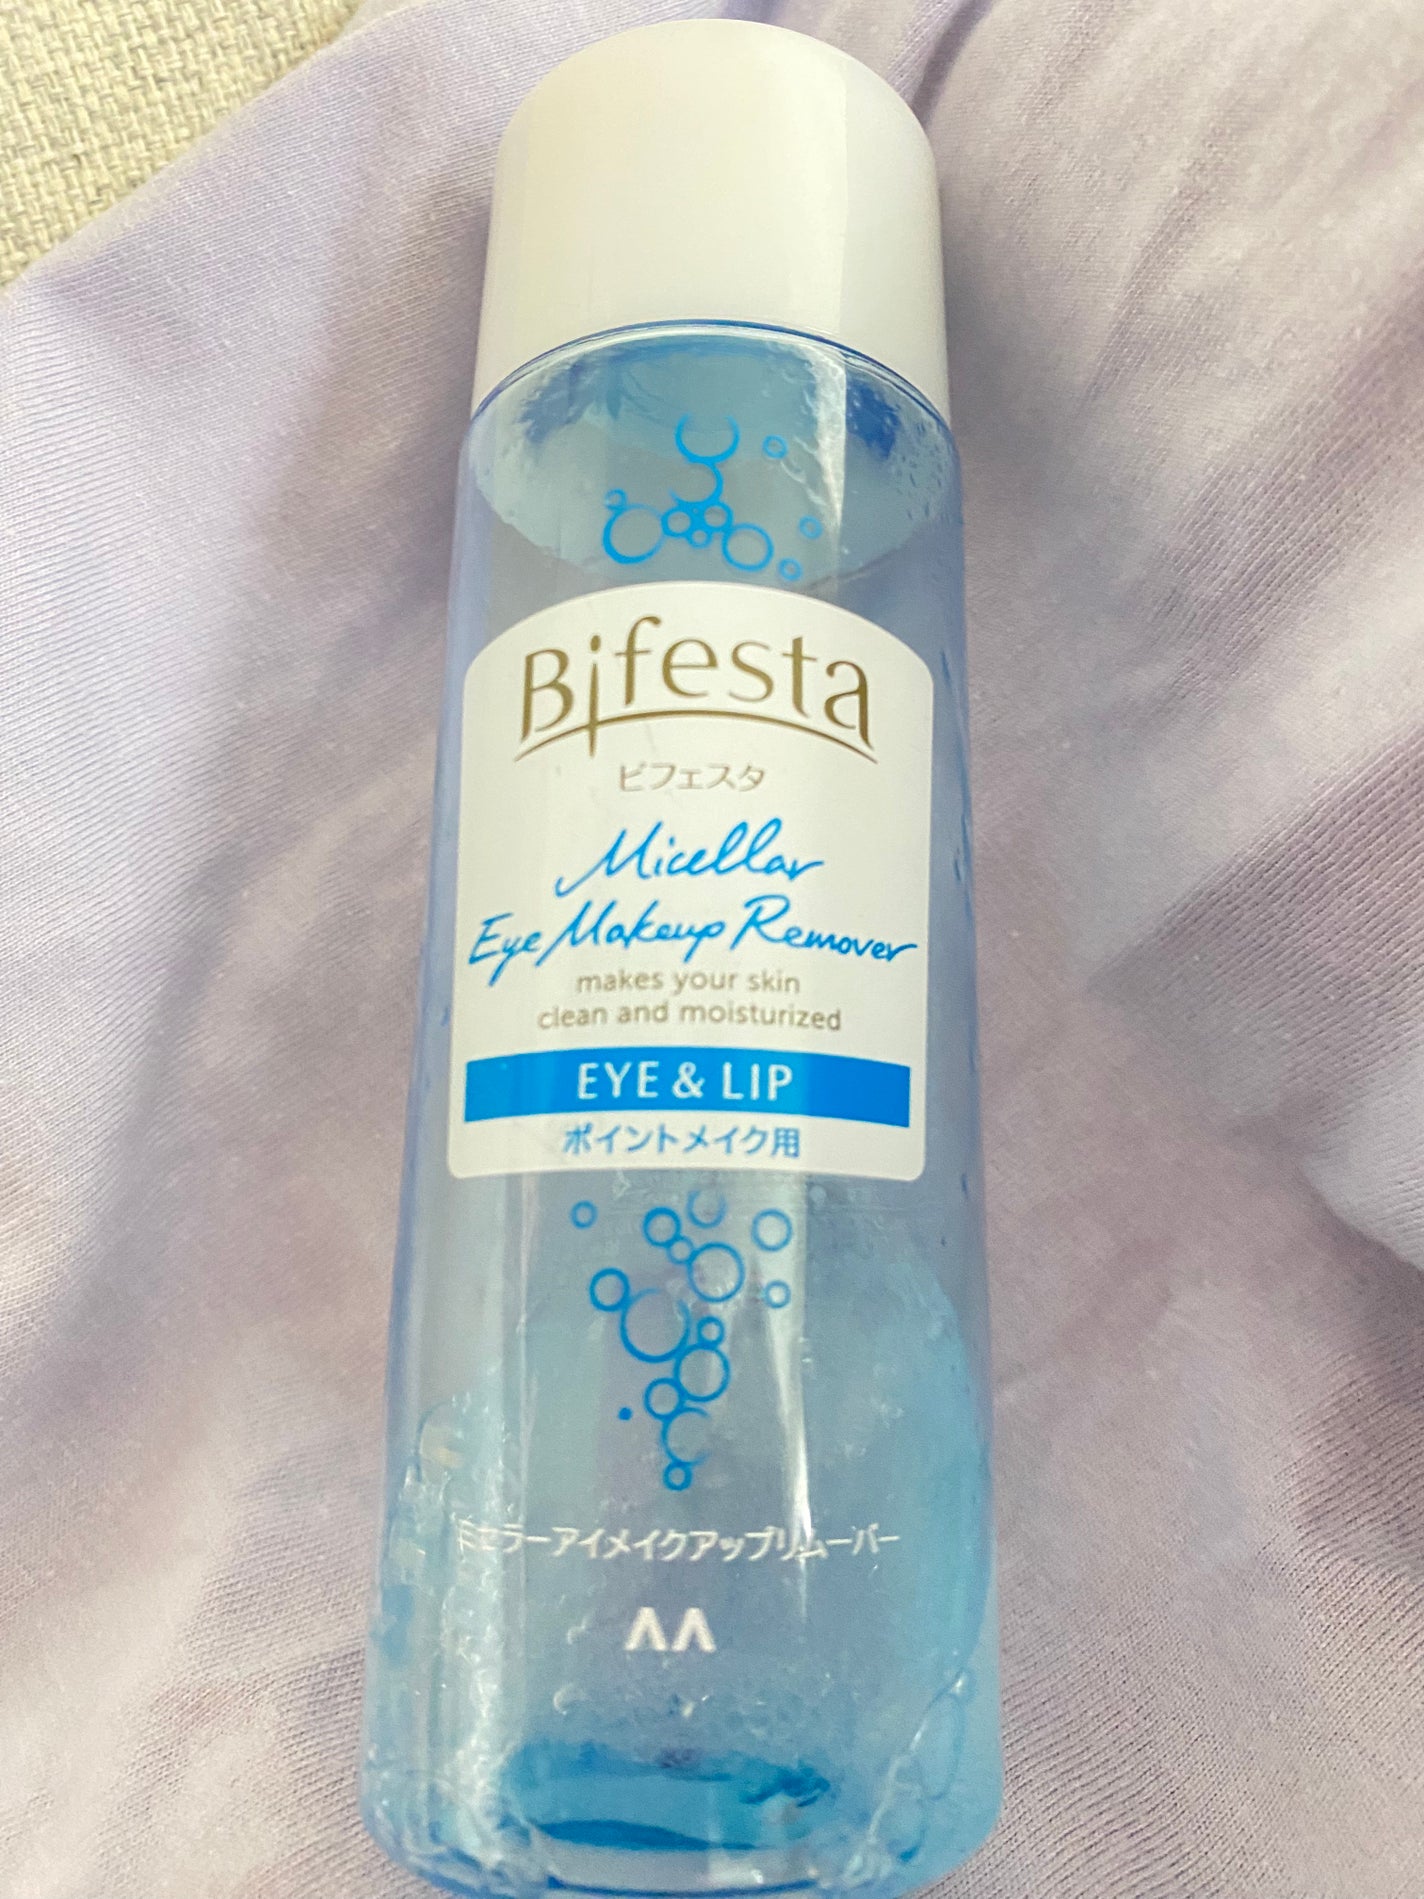 Bifesta
ビフェスタ
Micellar
Eye Makeup Remover
makes your skin
clean and moisturized
EYE & LIP
ポイントメイク用
ミセラーアイメイクアップリムーバー